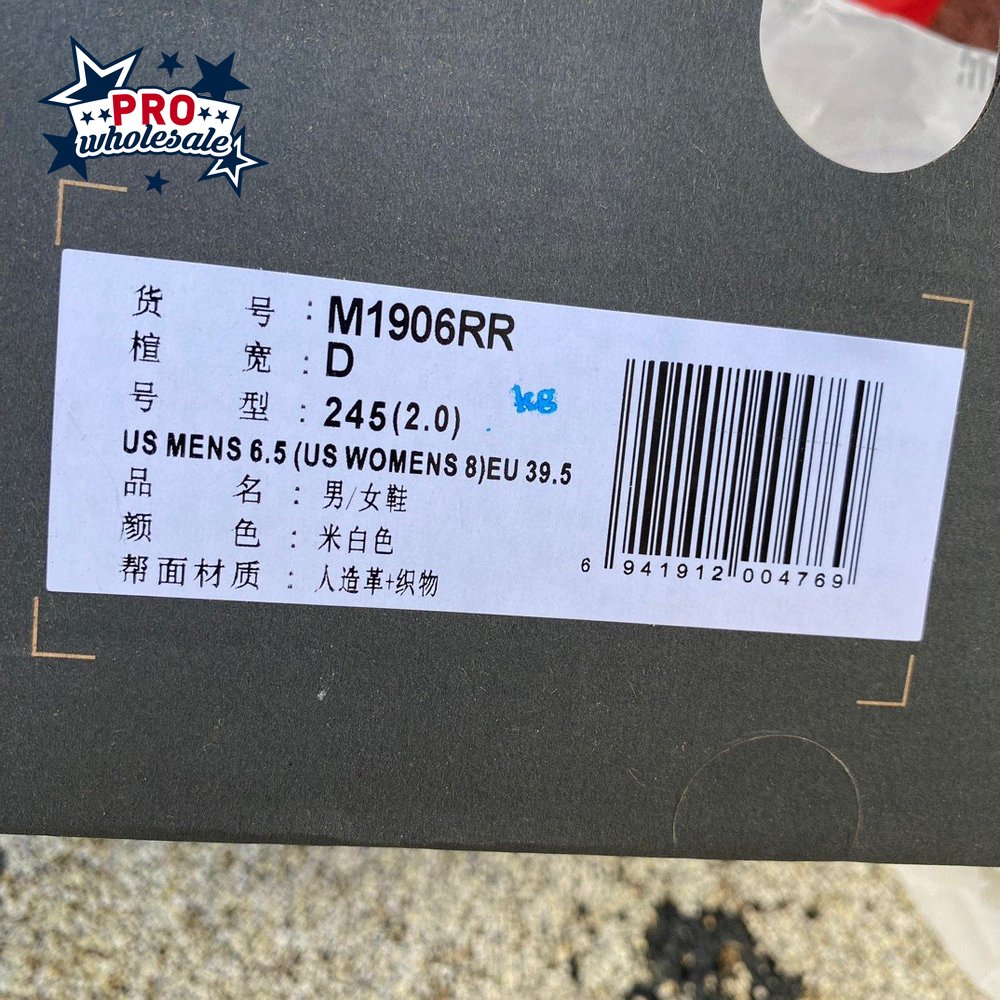 PRO
wholesale
货 号 : M1906RR
楦 宽 : D
号 型 : 245(2.0)
US MENS 6.5 (US WOMENS 8)EU 39.5
品 名 : 男/女鞋
颜 色 : 米白色
帮面材质 : 人造革+织物
6 941912 004769